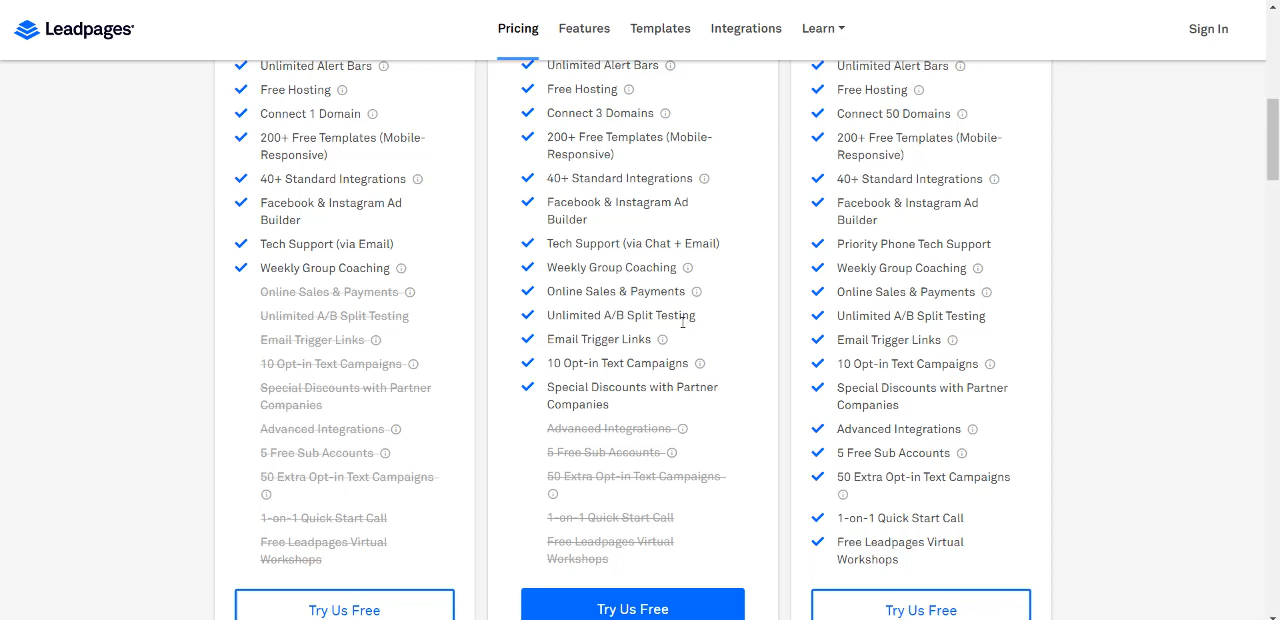 Leadpages
Pricing
Features
Templates
Integrations
Learn
Sign In
Unlimited Alert Bars
Free Hosting
Connect 1 Domain
200+ Free Templates (Mobile-
Responsive)
40+ Standard Integrations
Facebook & Instagram Ad
Builder
Tech Support (via Email)
Weekly Group Coaching
Online Sales & Payments
Unlimited A/B Split Testing
Email Trigger Links
10 Opt-in Text Campaigns
Special Discounts with Partner
Companies
Advanced Integrations
5 Free Sub Accounts
50 Extra Opt-in Text Campaigns
1-on-1 Quick Start Call
Free Leadpages Virtual
Workshops
Try Us Free
Unlimited Alert Bars
Free Hosting
Connect 3 Domains
200+ Free Templates (Mobile-
Responsive)
40+ Standard Integrations
Facebook & Instagram Ad
Builder
Tech Support (via Chat + Email)
Weekly Group Coaching
Online Sales & Payments
Unlimited A/B Split Testing
Email Trigger Links
10 Opt-in Text Campaigns
Special Discounts with Partner
Companies
Advanced Integrations
5 Free Sub Accounts
50 Extra Opt-in Text Campaigns
1-on-1 Quick Start Call
Free Leadpages Virtual
Workshops
Try Us Free
Unlimited Alert Bars
Free Hosting
Connect 50 Domains
200+ Free Templates (Mobile-
Responsive)
40+ Standard Integrations
Facebook & Instagram Ad
Builder
Priority Phone Tech Support
Weekly Group Coaching
Online Sales & Payments
Unlimited A/B Split Testing
Email Trigger Links
10 Opt-in Text Campaigns
Special Discounts with Partner
Companies
Advanced Integrations
5 Free Sub Accounts
50 Extra Opt-in Text Campaigns
1-on-1 Quick Start Call
Free Leadpages Virtual
Workshops
Try Us Free